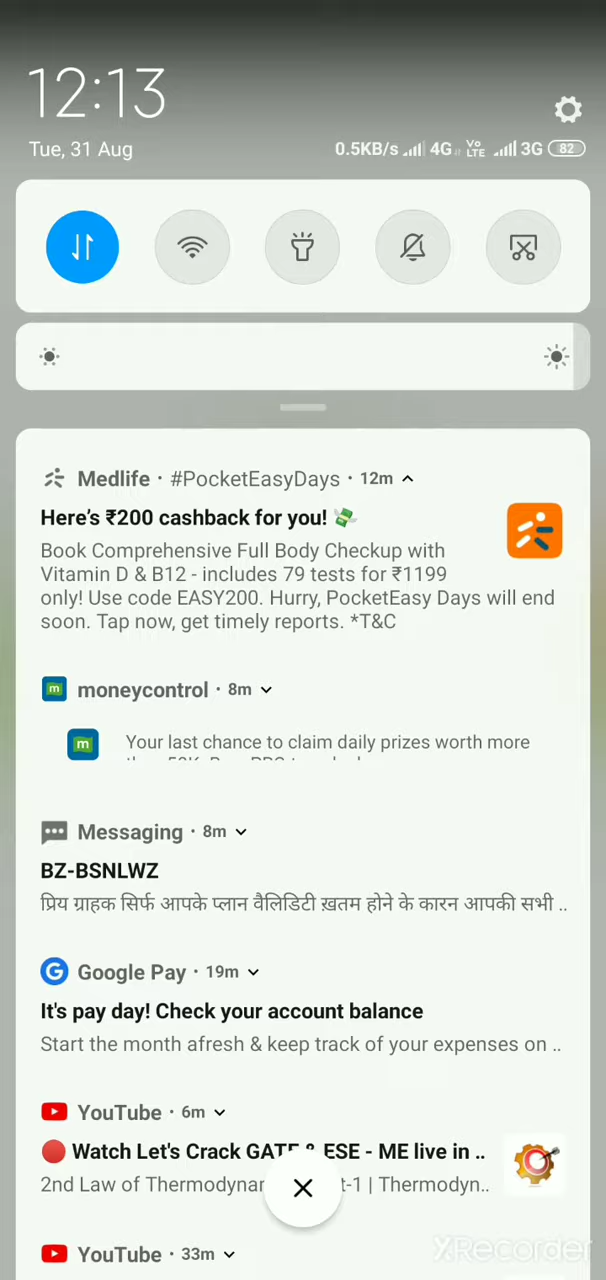 12:13
Tue, 31 Aug
0.5KB/s 4G Vo LTE 3G 82
Medlife · #PocketEasyDays · 12m
Here's ₹200 cashback for you! 💸
Book Comprehensive Full Body Checkup with
Vitamin D & B12 - includes 79 tests for ₹1199
only! Use code EASY200. Hurry, PocketEasy Days will end
soon. Tap now, get timely reports. *T&C
moneycontrol · 8m
Your last chance to claim daily prizes worth more
Messaging · 8m
BZ-BSNLWZ
प्रिय ग्राहक सिर्फ आपके प्लान वैलिडिटी ख़तम होने के कारन आपकी सभी ..
Google Pay · 19m
It's pay day! Check your account balance
Start the month afresh & keep track of your expenses on ..
YouTube · 6m
🔴 Watch Let's Crack GATE & ESE - ME live in ..
2nd Law of Thermodynam t-1 | Thermodyn..
YouTube · 33m
XRecorder